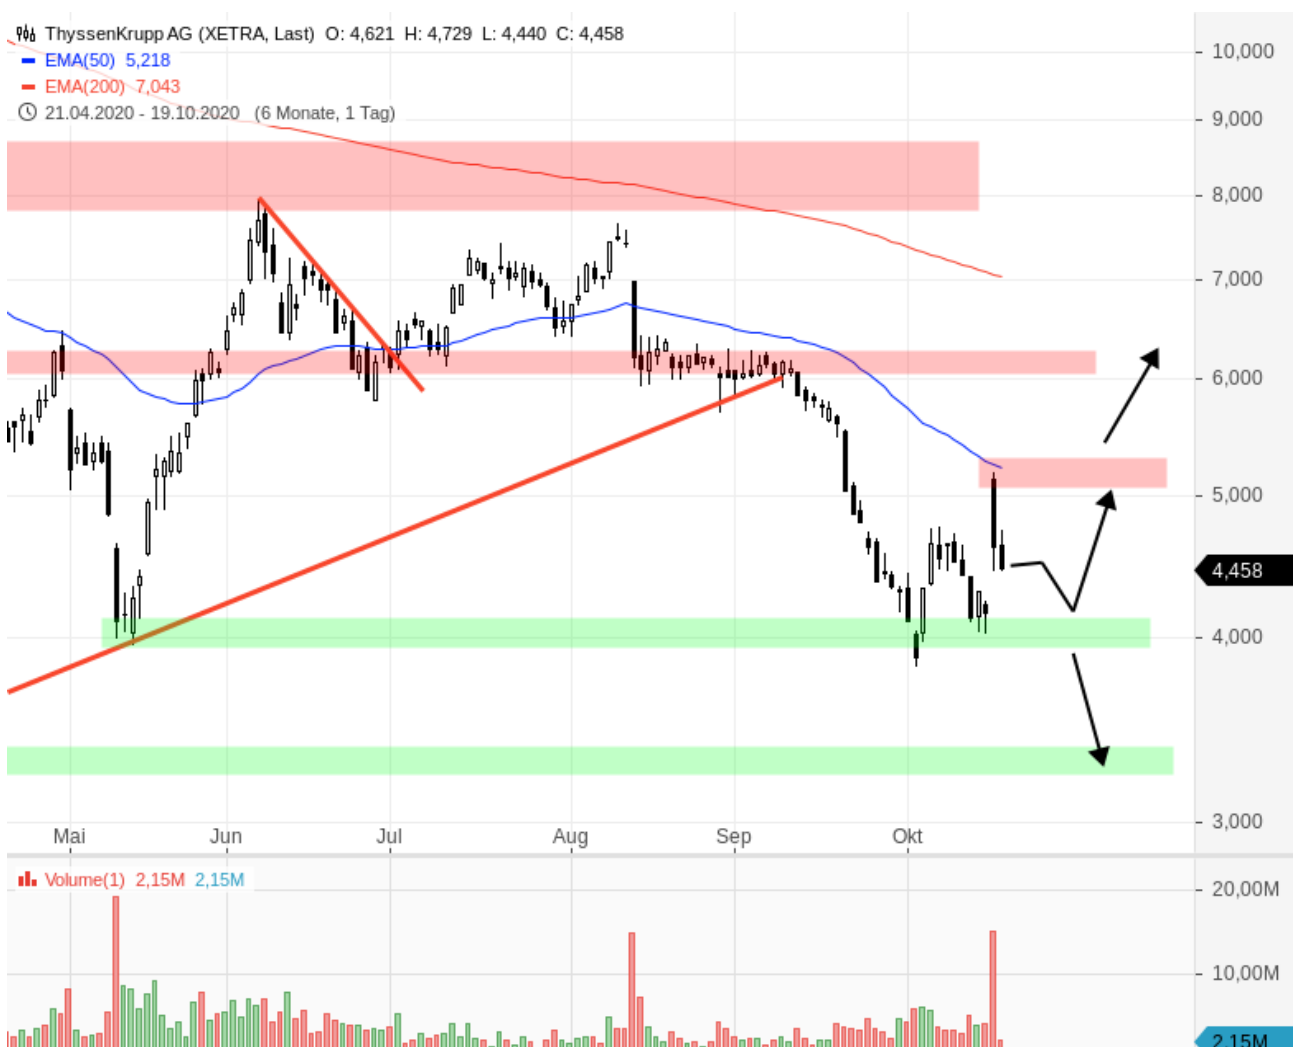 ThyssenKrupp AG (XETRA, Last) O: 4,621 H: 4,729 L: 4,440 C: 4,458
EMA(50) 5,218
EMA(200) 7,043
21.04.2020 - 19.10.2020 (6 Monate, 1 Tag)
10,000
9,000
8,000
7,000
6,000
5,000
4,458
4,000
3,000
Mai Jun Jul Aug Sep Okt
Volume(1) 2,15M 2,15M
20,00M
10,00M
2,15M